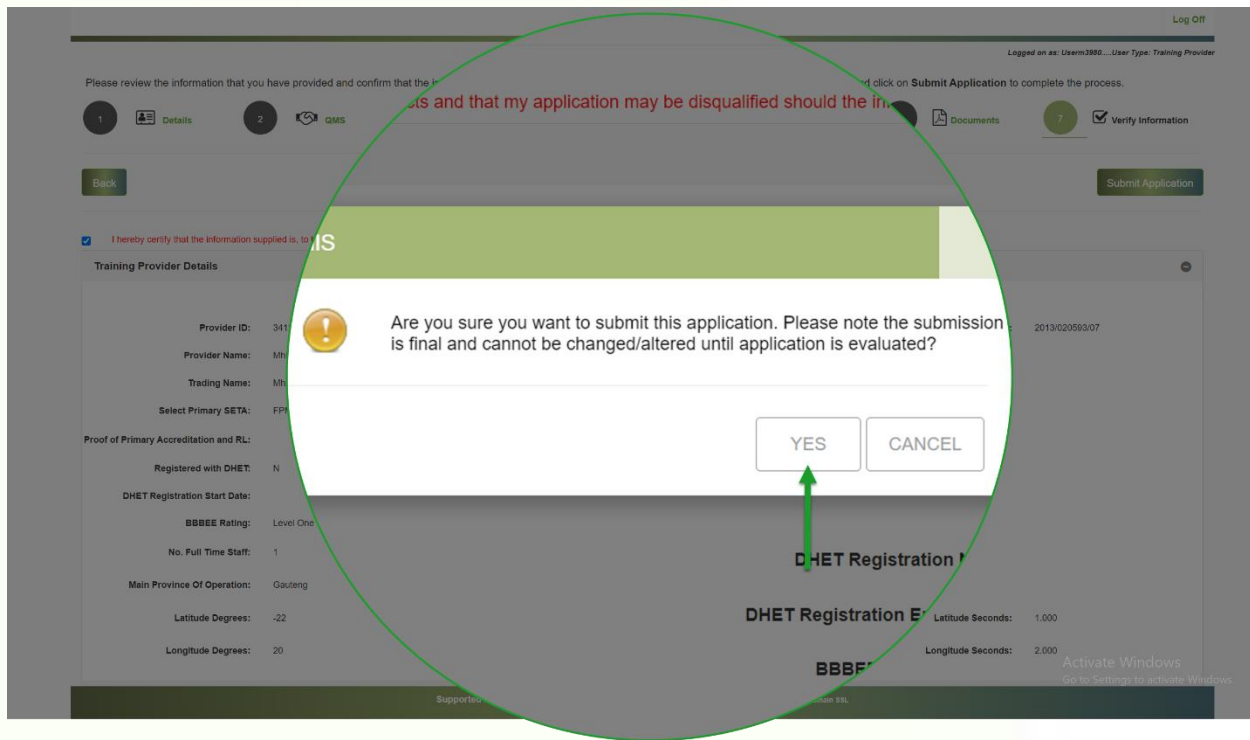 Log Off
Logged on as: Userm3980.....User Type: Training Provider
Please review the information that you have provided and confirm that the
and click on Submit Application to complete the process.
and that my application may be disqualified should the
1 Details 2 QMS Documents 7 Verify Information
Back Submit Application
I hereby certify that the information supplied is, to
Training Provider Details
Are you sure you want to submit this application. Please note the submission
is final and cannot be changed/altered until application is evaluated?
YES CANCEL
Provider ID: 2013/020593/07
Provider Name:
Trading Name:
Select Primary SETA:
Proof of Primary Accreditation and RL:
Registered with DHET: N
DHET Registration Start Date:
BBBEE Rating: Level One
No. Full Time Staff: 1
DHET Registration
Main Province Of Operation: Gauteng
Latitude Degrees: -22 DHET Registration Latitude Seconds: 1.000
Longitude Degrees: 20 Longitude Seconds: 2.000
Activate Windows
Go to Settings to activate Windows
Supported SSL